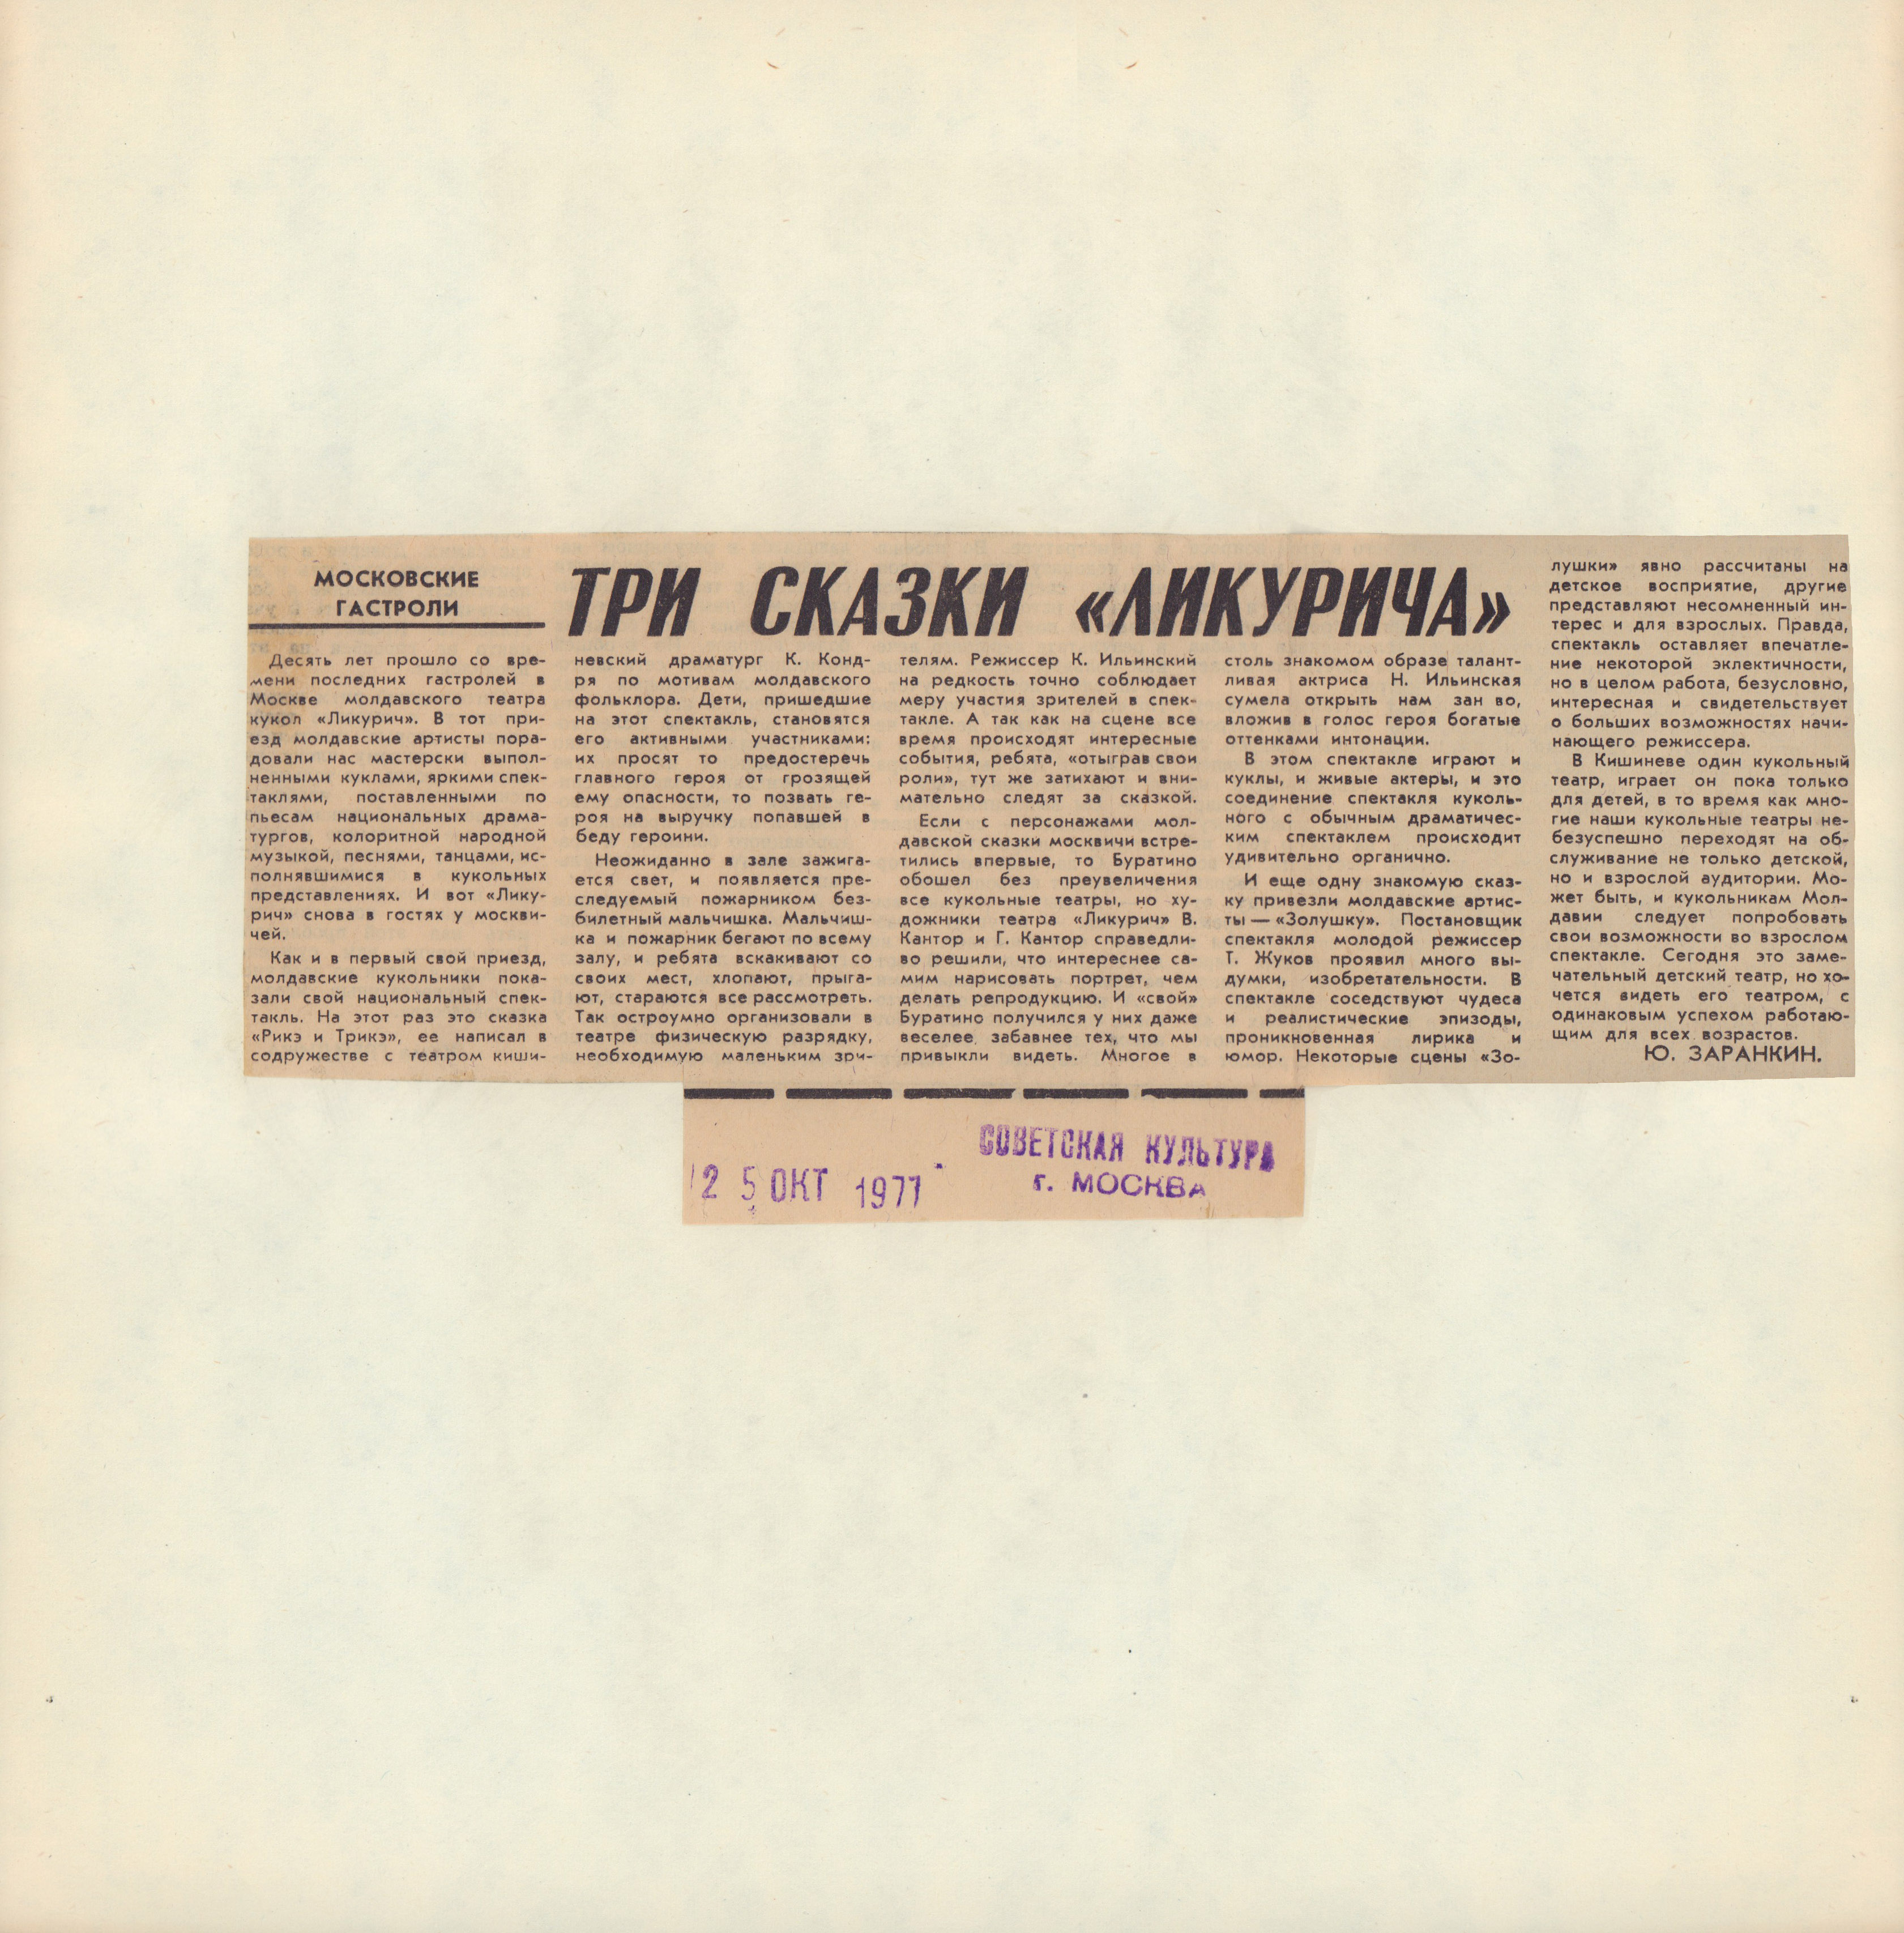 МОСКОВСКИЕ
ГАСТРОЛИ
ТРИ СКАЗКИ «ЛИКУРИЧА»
Десять лет прошло со вре-
мени последних гастролей в
Москве молдавского театра
кукол «Ликурич». В тот при-
езд молдавские артисты пора-
довали нас мастерски выпол-
ненными куклами, яркими спек-
таклями, поставленными по
пьесам национальных драма-
тургов, колоритной народной
музыкой, песнями, танцами, ис-
полнявшимися в кукольных
представлениях. И вот «Лику-
рич» снова в гостях у москви-
чей.
Как и в первый свой приезд,
молдавские кукольники пока-
зали свой национальный спек-
такль. На этот раз это сказка
«Рикэ и Трикэ», ее написал в
содружестве с театром киши-
невский драматург К. Конд-
ря по мотивам молдавского
фольклора. Дети, пришедшие
на этот спектакль, становятся
его активными участниками:
их просят то предостеречь
главного героя от грозящей
ему опасности, то позвать ге-
роя на выручку попавшей в
беду героини.
Неожиданно в зале зажига-
ется свет, и появляется пре-
следуемый пожарником без-
билетный мальчишка. Мальчиш-
ка и пожарник бегают по всему
залу, и ребята вскакивают со
своих мест, хлопают, прыга-
ют, стараются все рассмотреть.
Так остроумно организовали в
театре физическую разрядку,
необходимую маленьким зри-
телям. Режиссер К. Ильинский
на редкость точно соблюдает
меру участия зрителей в спек-
такле. А так как на сцене все
время происходят интересные
события, ребята, «отыграв свои
роли», тут же затихают и вни-
мательно следят за сказкой.
Если с персонажами мол-
давской сказки москвичи встре-
тились впервые, то Буратино
обошел без преувеличения
все кукольные театры, но ху-
дожники театра «Ликурич» В.
Кантор и Г. Кантор справедли-
во решили, что интереснее са-
мим нарисовать портрет, чем
делать репродукцию. И «свой»
Буратино получился у них даже
веселее, забавнее тех, что мы
привыкли видеть. Многое в
столь знакомом образе талант-
ливая актриса Н. Ильинская
сумела открыть нам зан во,
вложив в голос героя богатые
оттенками интонации.
В этом спектакле играют и
куклы, и живые актеры, и это
соединение спектакля куколь-
ного с обычным драматичес-
ким спектаклем происходит
удивительно органично.
И еще одну знакомую сказ-
ку привезли молдавские артис-
ты — «Золушку». Постановщик
спектакля молодой режиссер
Т. Жуков проявил много вы-
думки, изобретательности. В
спектакле соседствуют чудеса
и реалистические эпизоды,
проникновенная лирика и
юмор. Некоторые сцены «Зо-
лушки» явно рассчитаны на
детское восприятие, другие
представляют несомненный ин-
терес и для взрослых. Правда,
спектакль оставляет впечатле-
ние некоторой эклектичности,
но в целом работа, безусловно,
интересная и свидетельствует
о больших возможностях начи-
нающего режиссера.
В Кишиневе один кукольный
театр, играет он пока только
для детей, в то время как мно-
гие наши кукольные театры не-
безуспешно переходят на об-
служивание не только детской,
но и взрослой аудитории. Мо-
жет быть, и кукольникам Мол-
давии следует попробовать
свои возможности во взрослом
спектакле. Сегодня это заме-
чательный детский театр, но хо-
чется видеть его театром, с
одинаковым успехом работаю-
щим для всех возрастов.
Ю. ЗАРАНКИН.
СОВЕТСКАЯ КУЛЬТУРА
г. МОСКВА
2 5 ОКТ 1977